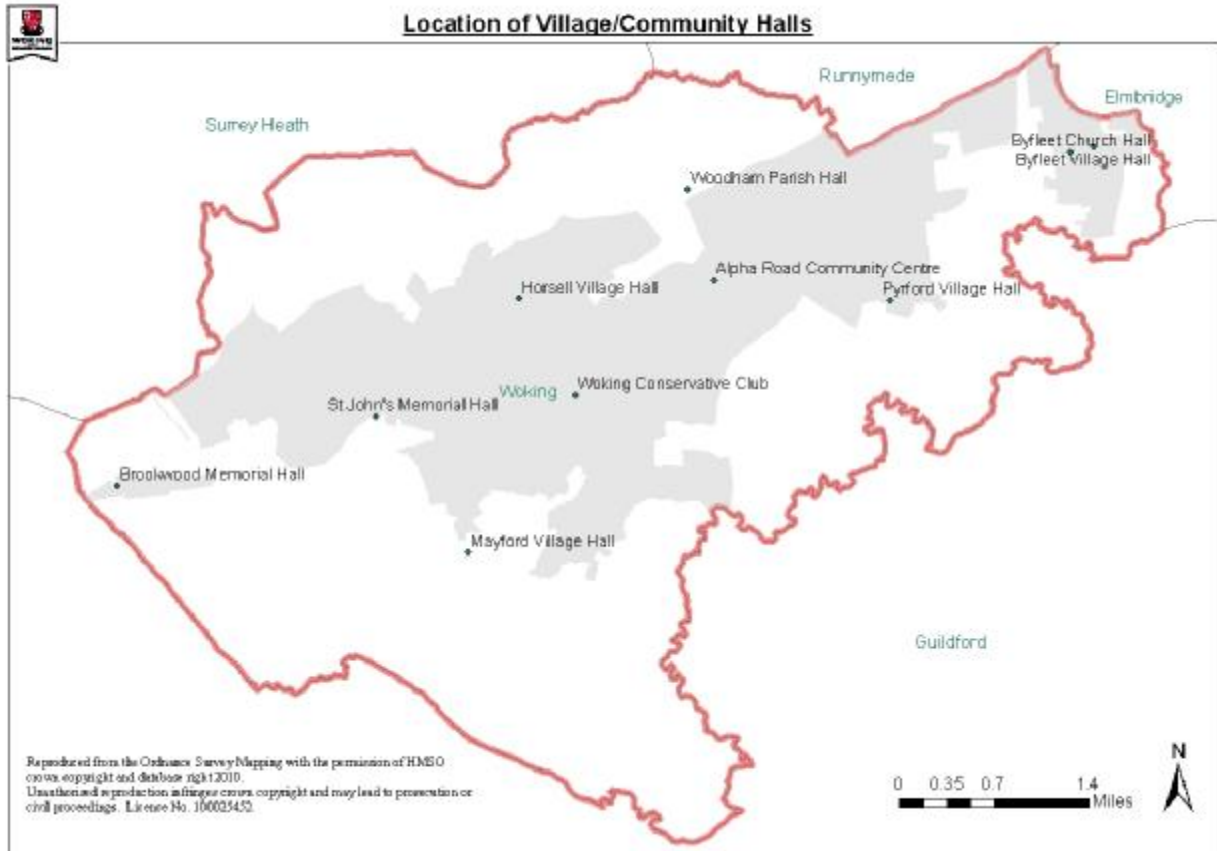 Location of Village/Community Halls
WOKING
Runnymede
Elmbridge
Surrey Heath
Byfleet Church Hall
Byfleet Village Hall
Woodham Parish Hall
Alpha Road Community Centre
Horsell Village Hall
Pyrford Village Hall
Woking
Woking Conservative Club
St John's Memorial Hall
Brookwood Memorial Hall
Mayford Village Hall
Guildford
Reproduced from the Ordnance Survey Mapping with the permission of HMSO
crown copyright and database right 2010.
Unauthorised reproduction infringes crown copyright and may lead to prosecution or
civil proceedings. Licence No. 100025452.
N
0 0.35 0.7 1.4
Miles